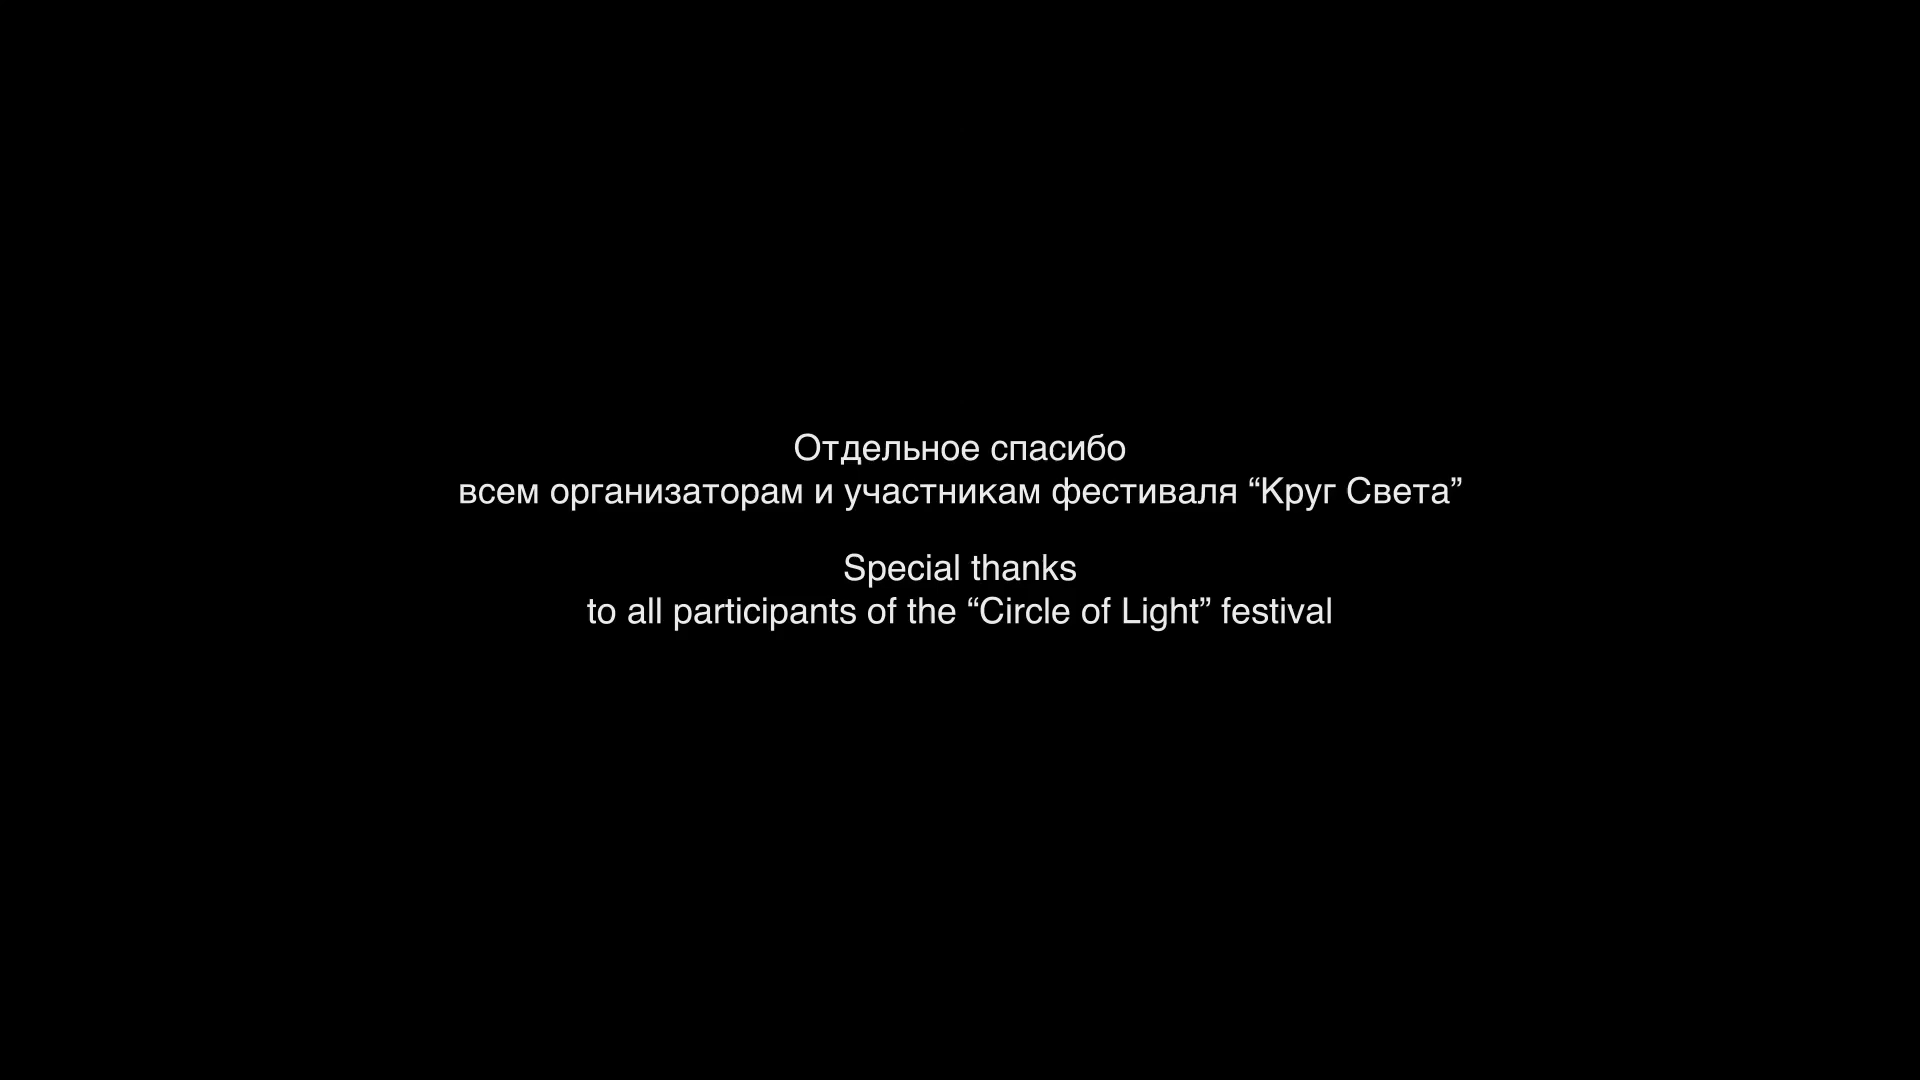 Отдельное спасибо
всем организаторам и участникам фестиваля “Круг Света”
Special thanks
to all participants of the “Circle of Light” festival